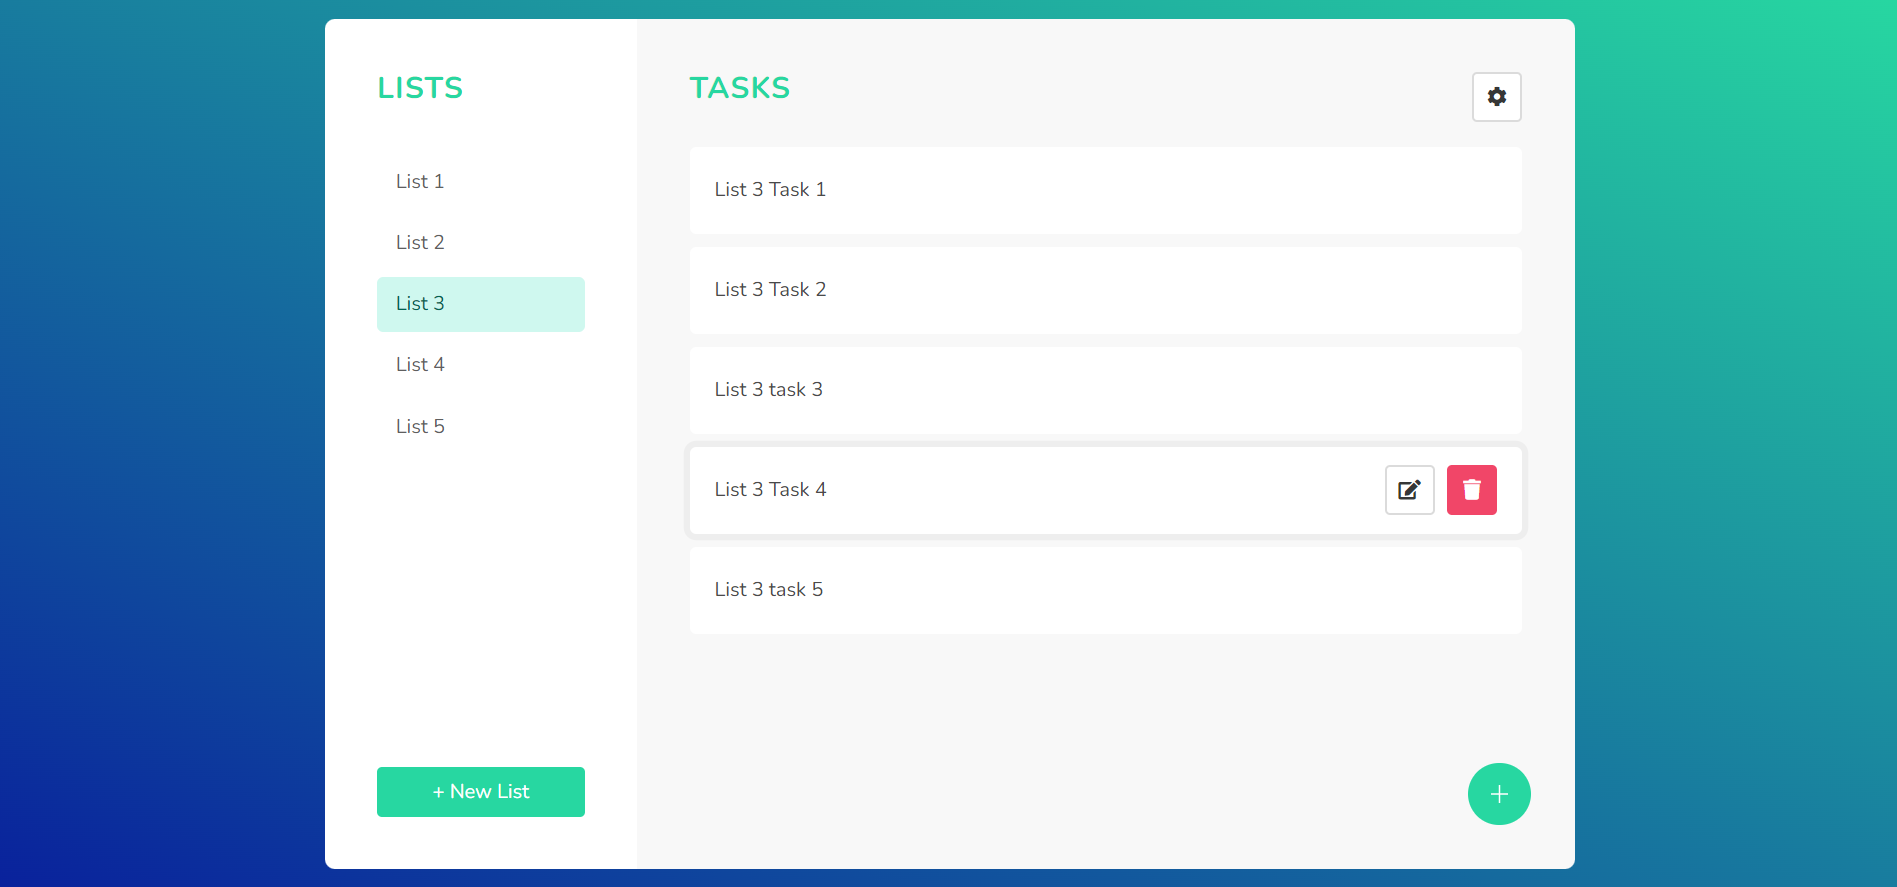 LISTS
List 1
List 2
List 3
List 4
List 5
+ New List
TASKS
List 3 Task 1
List 3 Task 2
List 3 task 3
List 3 Task 4
List 3 task 5
+